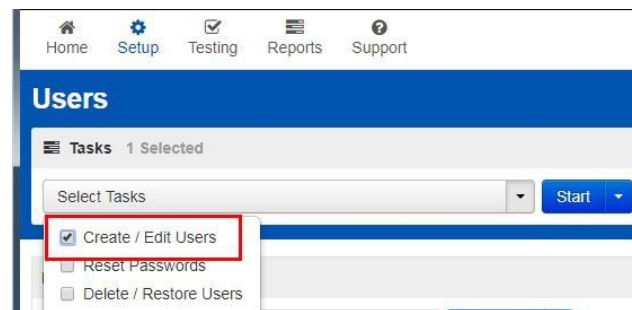 Home Setup Testing Reports Support
Users
Tasks 1 Selected
Select Tasks Start
Create / Edit Users
Reset Passwords
Delete / Restore Users